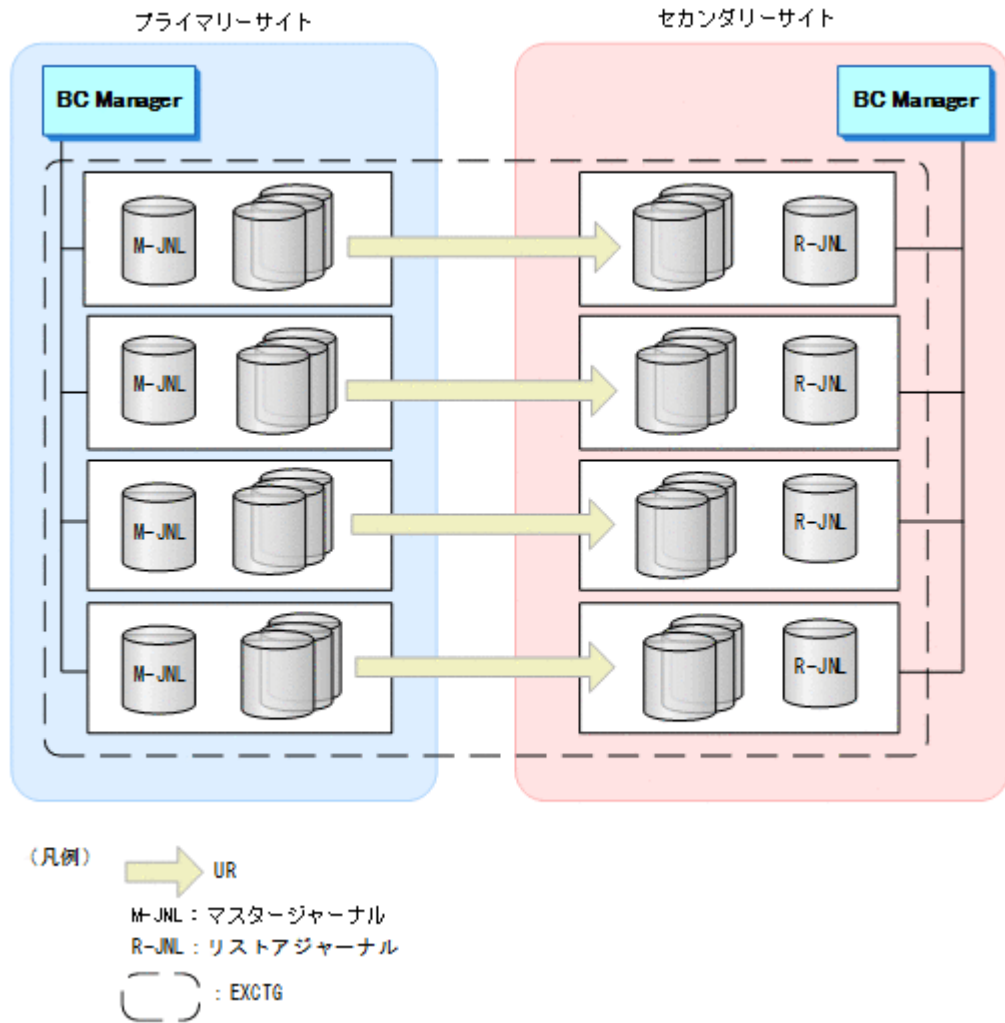 プライマリーサイト
セカンダリーサイト
BC Manager
BC Manager
M-JNL
R-JNL
M-JNL
R-JNL
M-JNL
R-JNL
M-JNL
R-JNL
(凡例)
UR
M-JNL：マスタージャーナル
R-JNL：リストアジャーナル
：EXCTG